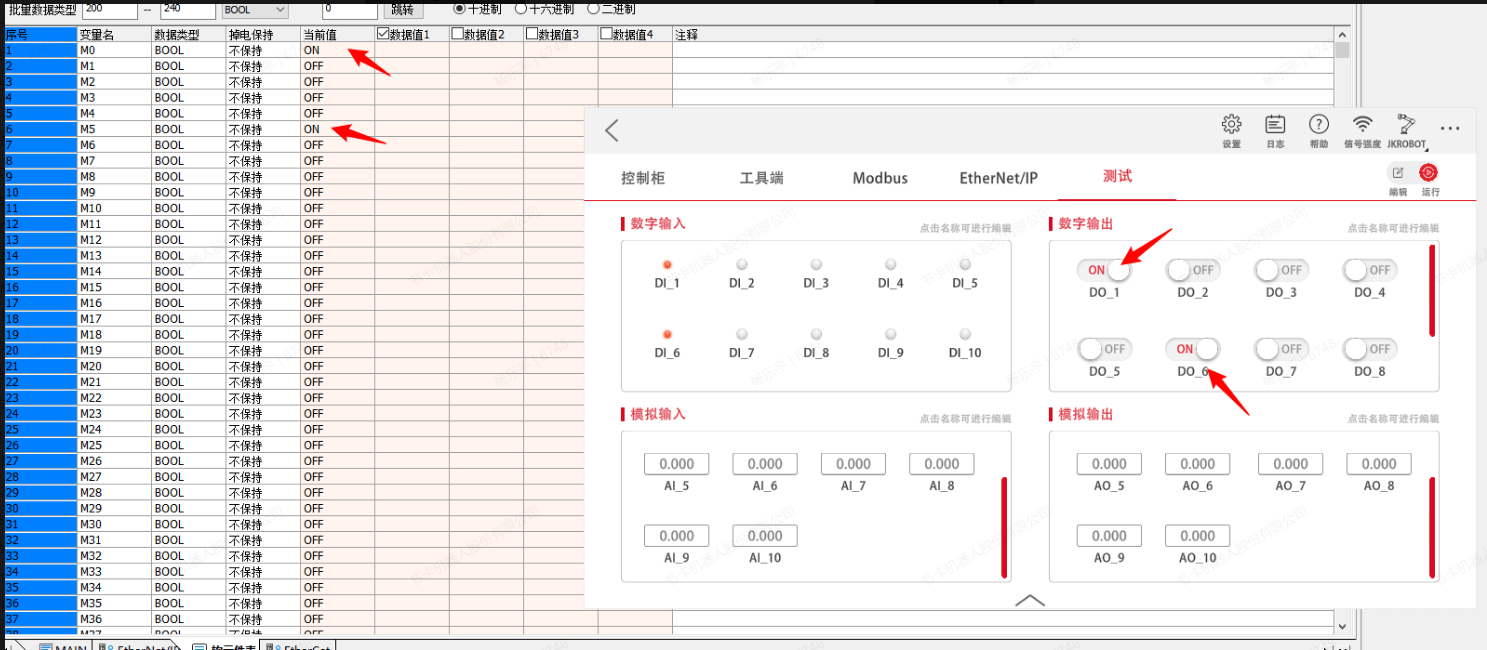 批量数据类型 200 -- 240 BOOL 0 跳转 十进制 十六进制 二进制
序号 变量名 数据类型 掉电保持 当前值 数据值1 数据值2 数据值3 数据值4 注释
1 M0 BOOL 不保持 ON
2 M1 BOOL 不保持 OFF
3 M2 BOOL 不保持 OFF
4 M3 BOOL 不保持 OFF
5 M4 BOOL 不保持 OFF
6 M5 BOOL 不保持 ON
7 M6 BOOL 不保持 OFF
8 M7 BOOL 不保持 OFF
9 M8 BOOL 不保持 OFF
10 M9 BOOL 不保持 OFF
11 M10 BOOL 不保持 OFF
12 M11 BOOL 不保持 OFF
13 M12 BOOL 不保持 OFF
14 M13 BOOL 不保持 OFF
15 M14 BOOL 不保持 OFF
16 M15 BOOL 不保持 OFF
17 M16 BOOL 不保持 OFF
18 M17 BOOL 不保持 OFF
19 M18 BOOL 不保持 OFF
20 M19 BOOL 不保持 OFF
21 M20 BOOL 不保持 OFF
22 M21 BOOL 不保持 OFF
23 M22 BOOL 不保持 OFF
24 M23 BOOL 不保持 OFF
25 M24 BOOL 不保持 OFF
26 M25 BOOL 不保持 OFF
27 M26 BOOL 不保持 OFF
28 M27 BOOL 不保持 OFF
29 M28 BOOL 不保持 OFF
30 M29 BOOL 不保持 OFF
31 M30 BOOL 不保持 OFF
32 M31 BOOL 不保持 OFF
33 M32 BOOL 不保持 OFF
34 M33 BOOL 不保持 OFF
35 M34 BOOL 不保持 OFF
36 M35 BOOL 不保持 OFF
37 M36 BOOL 不保持 OFF
38 M37 BOOL 不保持 OFF
MAIN EtherNet/IP 软元件表 EtherCat
设置 日志 帮助 信号强度 JKROBOT
控制柜 工具端 Modbus EtherNet/IP 测试
编辑 运行
数字输入 点击名称可进行编辑
DI_1 DI_2 DI_3 DI_4 DI_5
DI_6 DI_7 DI_8 DI_9 DI_10
数字输出 点击名称可进行编辑
ON OFF OFF OFF
DO_1 DO_2 DO_3 DO_4
OFF ON OFF OFF
DO_5 DO_6 DO_7 DO_8
模拟输入 点击名称可进行编辑
0.000 0.000 0.000 0.000
AI_5 AI_6 AI_7 AI_8
0.000 0.000
AI_9 AI_10
模拟输出 点击名称可进行编辑
0.000 0.000 0.000 0.000
AO_5 AO_6 AO_7 AO_8
0.000 0.000
AO_9 AO_10